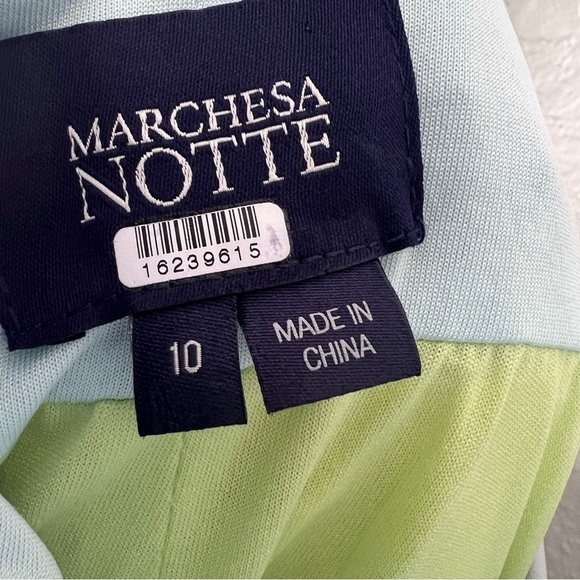 MARCHESA
NOTTE
16239615
10
MADE IN
CHINA